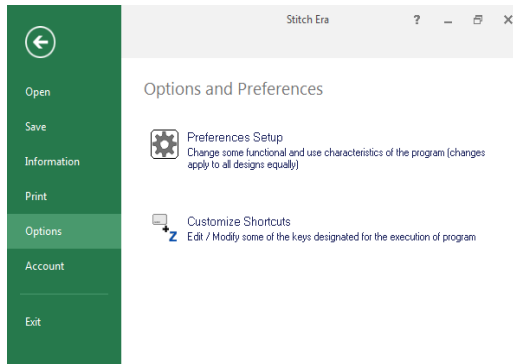 Stitch Era
?
Open
Save
Information
Print
Options
Account
Exit
Options and Preferences
Preferences Setup
Change some functional and use characteristics of the program (changes
apply to all designs equally)
Z
Customize Shortcuts
Edit / Modify some of the keys designated for the execution of program